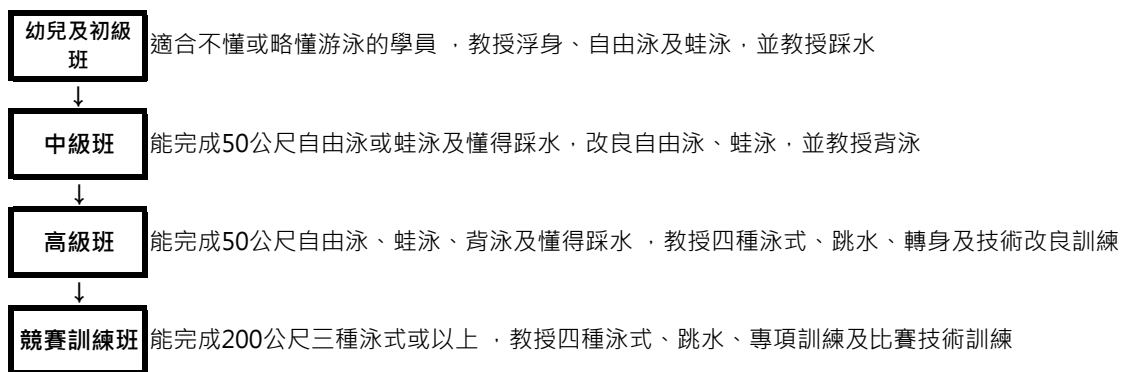 幼兒及初級
班
適合不懂或略懂游泳的學員 ，教授浮身、自由泳及蛙泳，並教授踩水
↓
中級班
能完成50公尺自由泳或蛙泳及懂得踩水，改良自由泳、蛙泳，並教授背泳
↓
高級班
能完成50公尺自由泳、蛙泳、背泳及懂得踩水 ，教授四種泳式、跳水、轉身及技術改良訓練
↓
競賽訓練班
能完成200公尺三種泳式或以上 ，教授四種泳式、跳水、專項訓練及比賽技術訓練